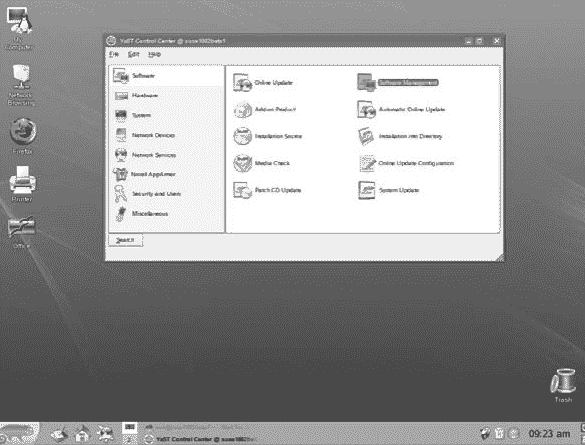 My
Computer
YaST Control Center @ suse1002beta1
File Edit Help
Software
Hardware
System
Network Devices
Network Services
Novell AppArmor
Security and Users
Miscellaneous
Search
Online Update
Software Management
Add-on Product
Automatic Online Update
Installation Source
Installation into Directory
Media Check
Online Update Configuration
Patch CD Update
System Update
Network
Browsing
Firefox
Printer
Office
Trash
YaST Control Center @ suse1002be
09:23 am